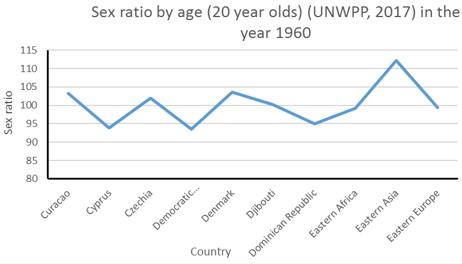 Sex ratio by age (20 year olds) (UNWPP, 2017) in the
year 1960
Sex ratio
115
110
105
100
95
90
85
80
Curacao
Cyprus
Czechia
Democratic...
Denmark
Djibouti
Dominican Republic
Eastern Africa
Eastern Asia
Eastern Europe
Country